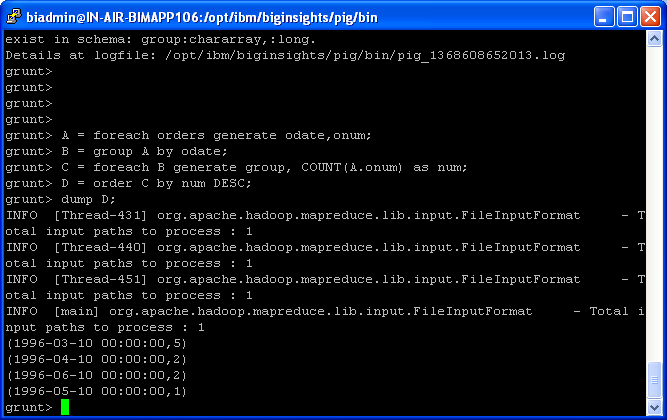 biadmin@IN-AIR-BIMAPP106:/opt/ibm/biginsights/pig/bin
exist in schema: group:chararray,:long.
Details at logfile: /opt/ibm/biginsights/pig/bin/pig_1368608652013.log
grunt>
grunt>
grunt>
grunt>
grunt> A = foreach orders generate odate,onum;
grunt> B = group A by odate;
grunt> C = foreach B generate group, COUNT(A.onum) as num;
grunt> D = order C by num DESC;
grunt> dump D;
INFO  [Thread-431] org.apache.hadoop.mapreduce.lib.input.FileInputFormat     - T
otal input paths to process : 1
INFO  [Thread-440] org.apache.hadoop.mapreduce.lib.input.FileInputFormat     - T
otal input paths to process : 1
INFO  [Thread-451] org.apache.hadoop.mapreduce.lib.input.FileInputFormat     - T
otal input paths to process : 1
INFO  [main] org.apache.hadoop.mapreduce.lib.input.FileInputFormat     - Total i
nput paths to process : 1
(1996-03-10 00:00:00,5)
(1996-04-10 00:00:00,2)
(1996-06-10 00:00:00,2)
(1996-05-10 00:00:00,1)
grunt>